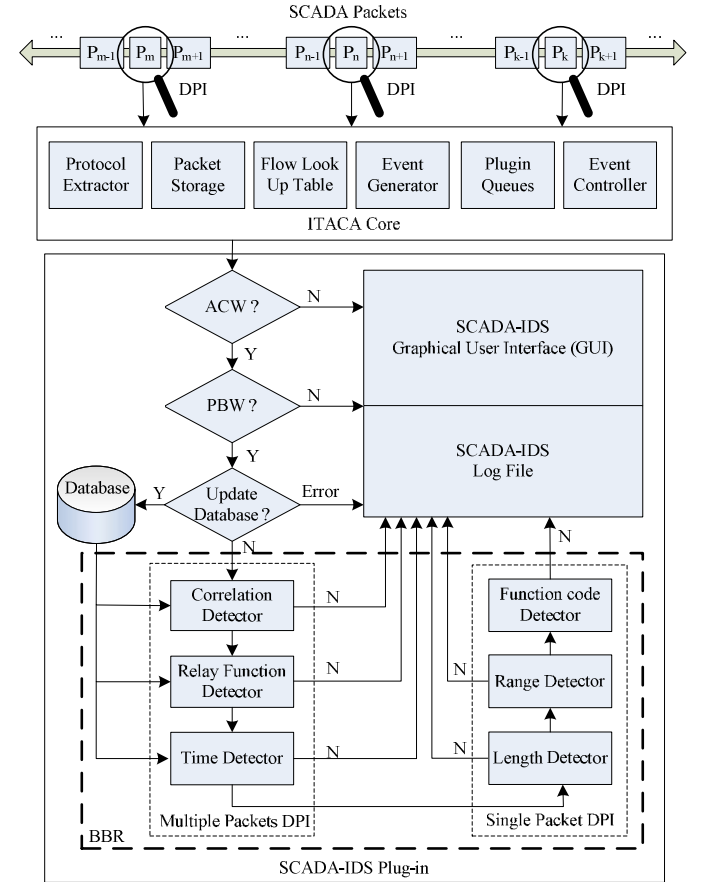 SCADA Packets
... ... ... ...
Pm-1 Pm Pm+1 Pn-1 Pn Pn+1 Pk-1 Pk Pk+1
DPI DPI DPI
Protocol Extractor
Packet Storage
Flow Look Up Table
Event Generator
Plugin Queues
Event Controller
ITACA Core
ACW ?
N
Y
SCADA-IDS
Graphical User Interface (GUI)
PBW ?
N
Y
SCADA-IDS
Log File
Database
Y
Update
Database ?
Error
N
N
Correlation
Detector
N
Function code
Detector
Relay Function
Detector
N
N
Range Detector
Time Detector
N
N
Length Detector
Multiple Packets DPI
Single Packet DPI
BBR
SCADA-IDS Plug-in